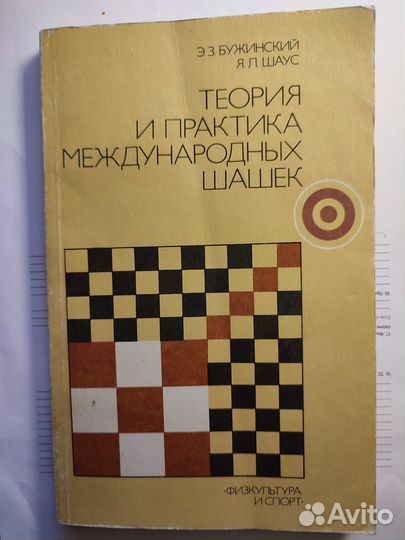 Э.З. БУЖИНСКИЙ
Я.Л. ШАУС
ТЕОРИЯ
И ПРАКТИКА
МЕЖДУНАРОДНЫХ
ШАШЕК
«ФИЗКУЛЬТУРА
И СПОРТ»
Avito